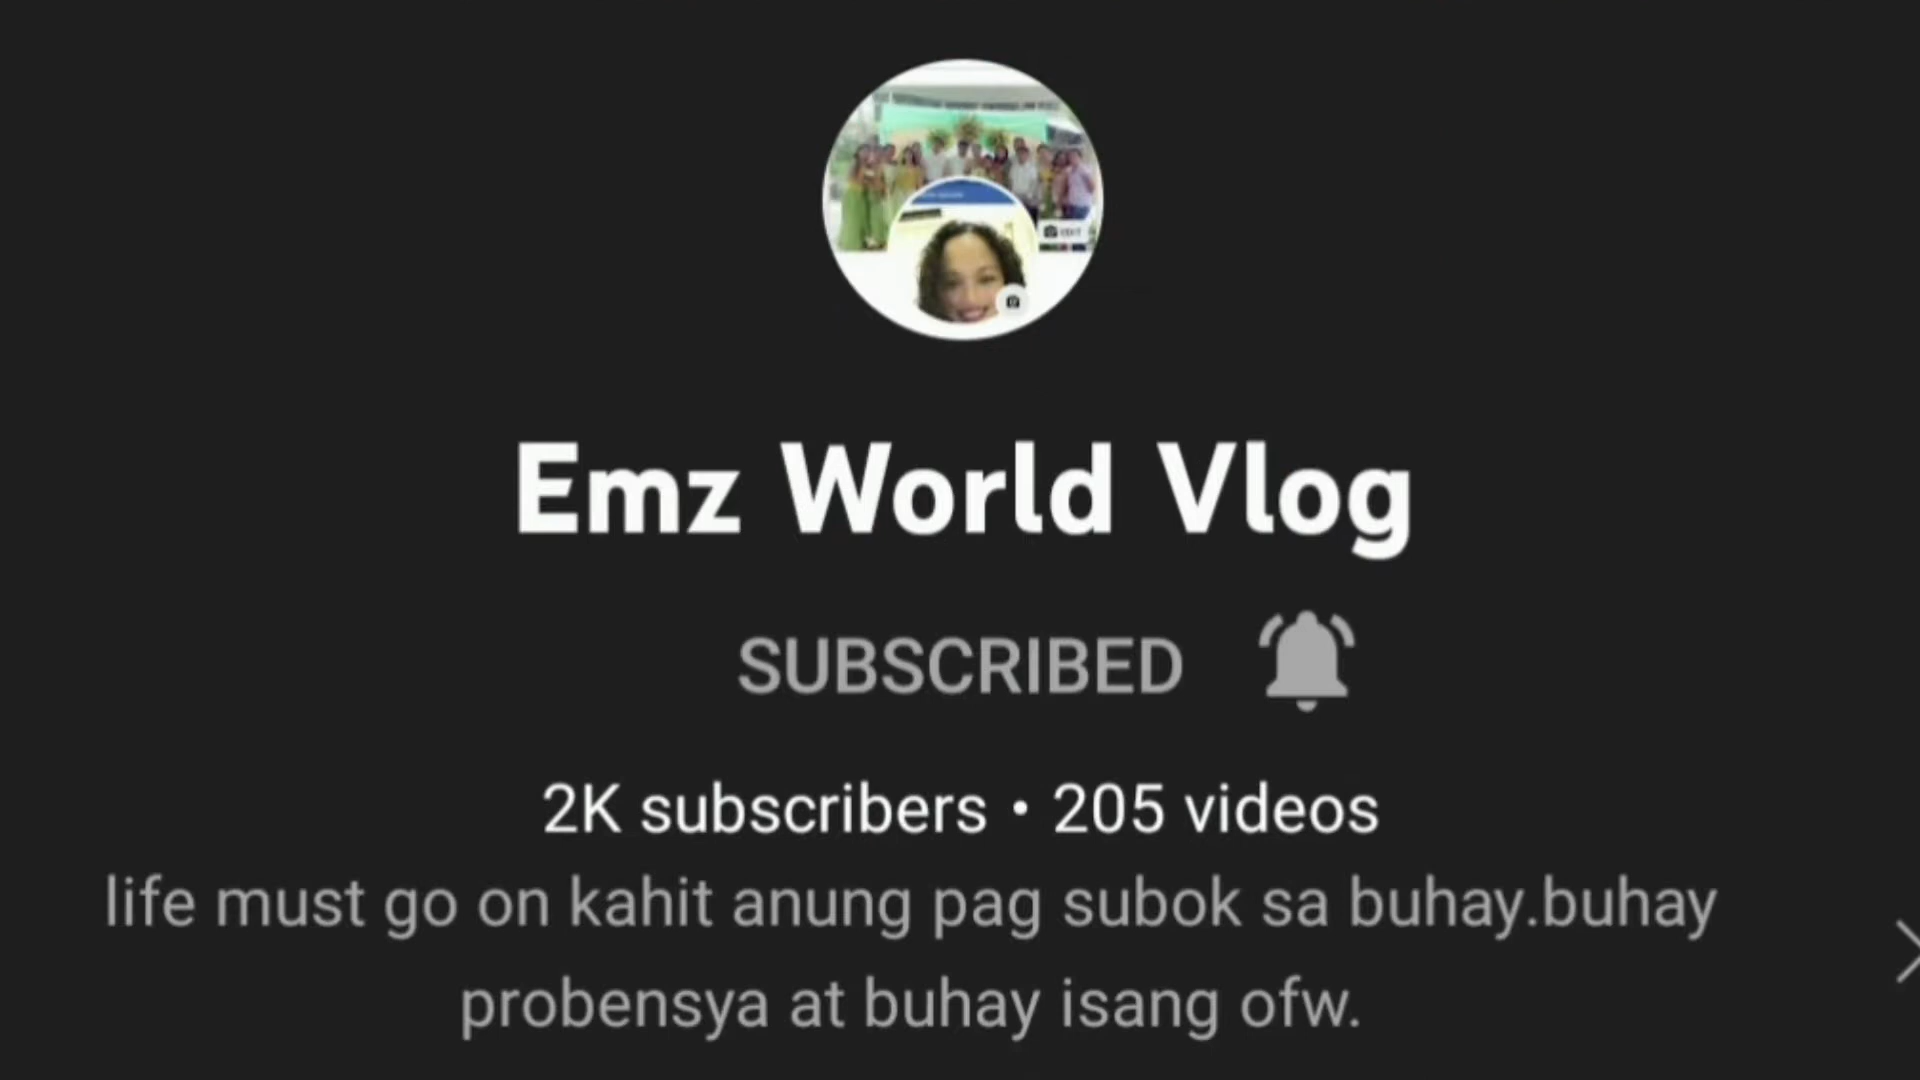 Emz World Vlog
SUBSCRIBED
2K subscribers • 205 videos
life must go on kahit anung pag subok sa buhay.buhay
probensya at buhay isang ofw.